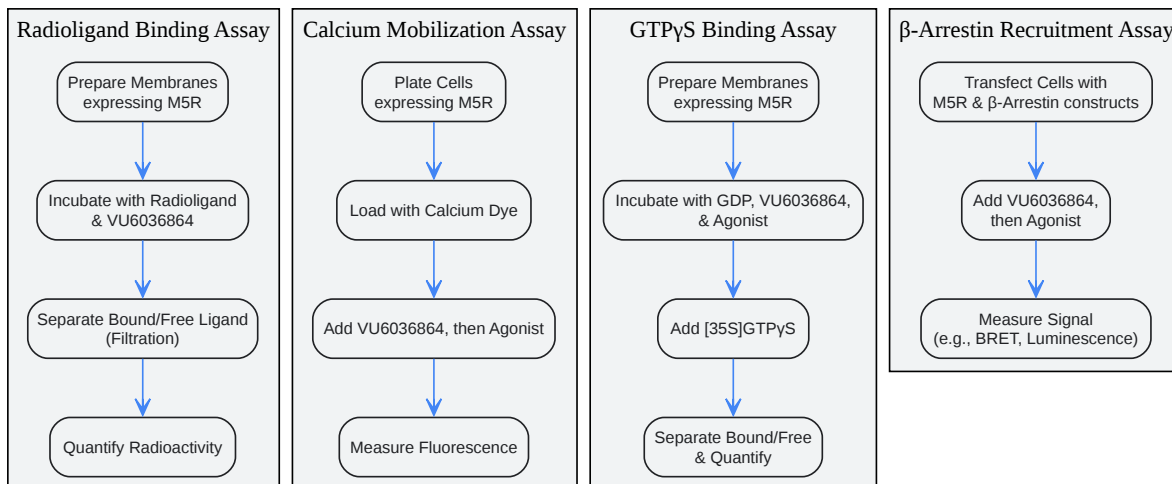 Radioligand Binding Assay
Prepare Membranes
expressing M5R
Incubate with Radioligand
& VU6036864
Separate Bound/Free Ligand
(Filtration)
Quantify Radioactivity
Calcium Mobilization Assay
Plate Cells
expressing M5R
Load with Calcium Dye
Add VU6036864, then Agonist
Measure Fluorescence
GTPγS Binding Assay
Prepare Membranes
expressing M5R
Incubate with GDP, VU6036864,
& Agonist
Add [35S]GTPγS
Separate Bound/Free
& Quantify
β-Arrestin Recruitment Assay
Transfect Cells with
M5R & β-Arrestin constructs
Add VU6036864,
then Agonist
Measure Signal
(e.g., BRET, Luminescence)